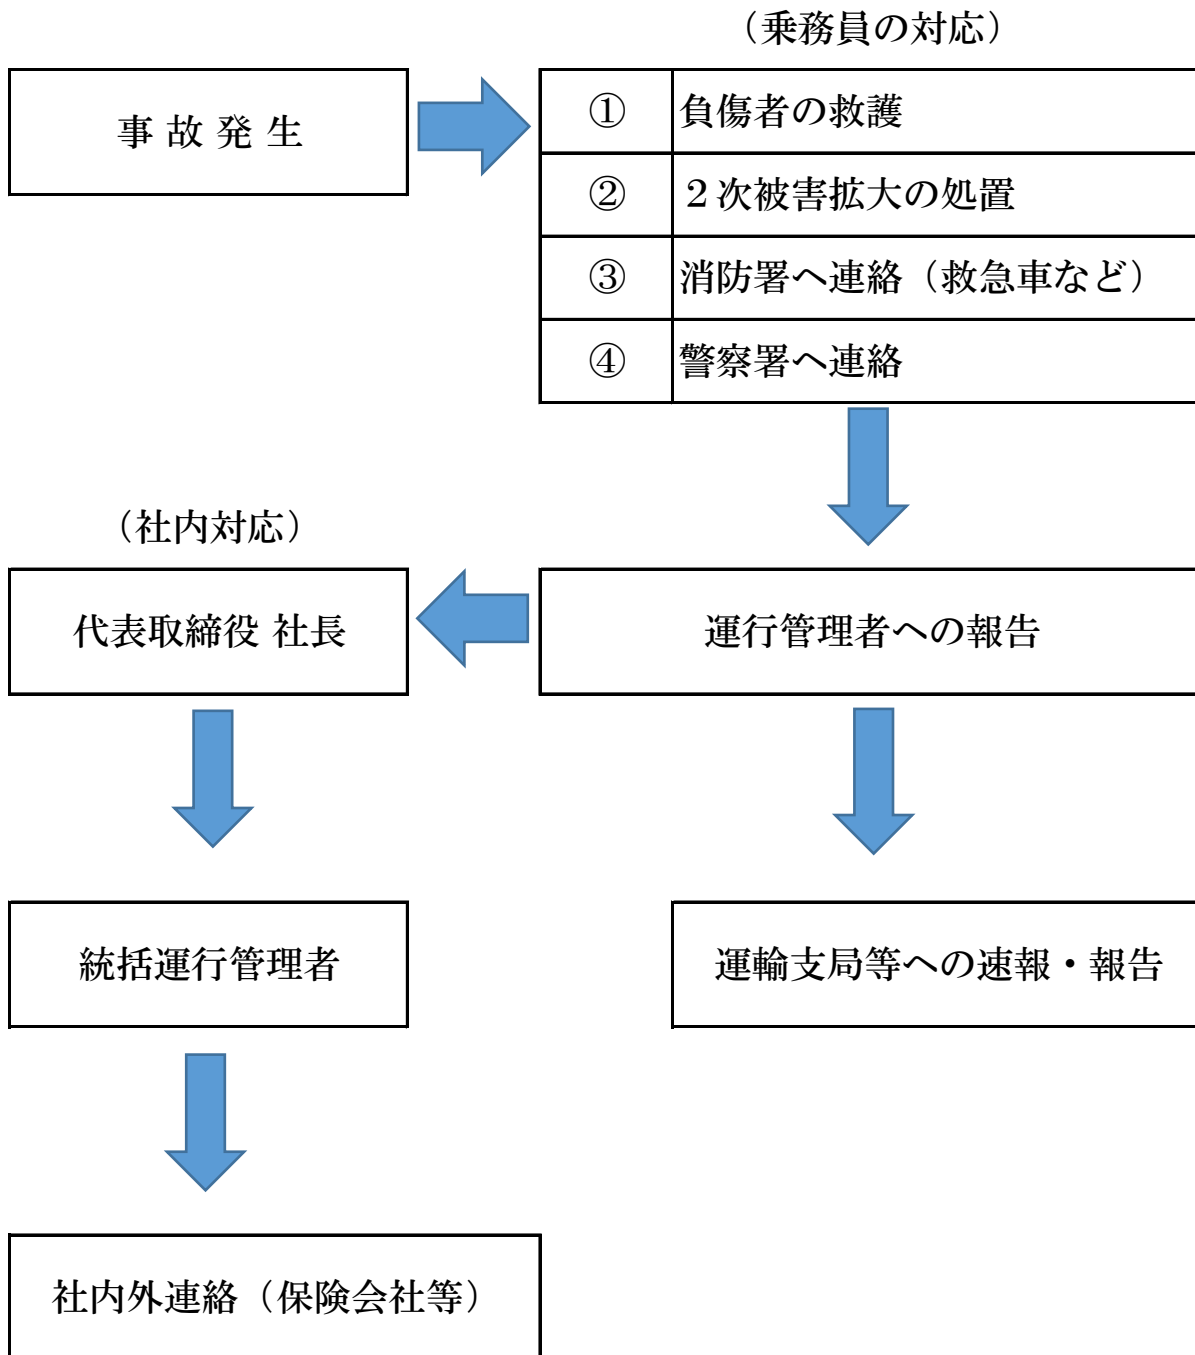 （乗務員の対応）
事 故 発 生
① 負傷者の救護
② ２次被害拡大の処置
③ 消防署へ連絡（救急車など）
④ 警察署へ連絡
（社内対応）
代表取締役 社長
運行管理者への報告
統括運行管理者
運輸支局等への速報・報告
社内外連絡（保険会社等）